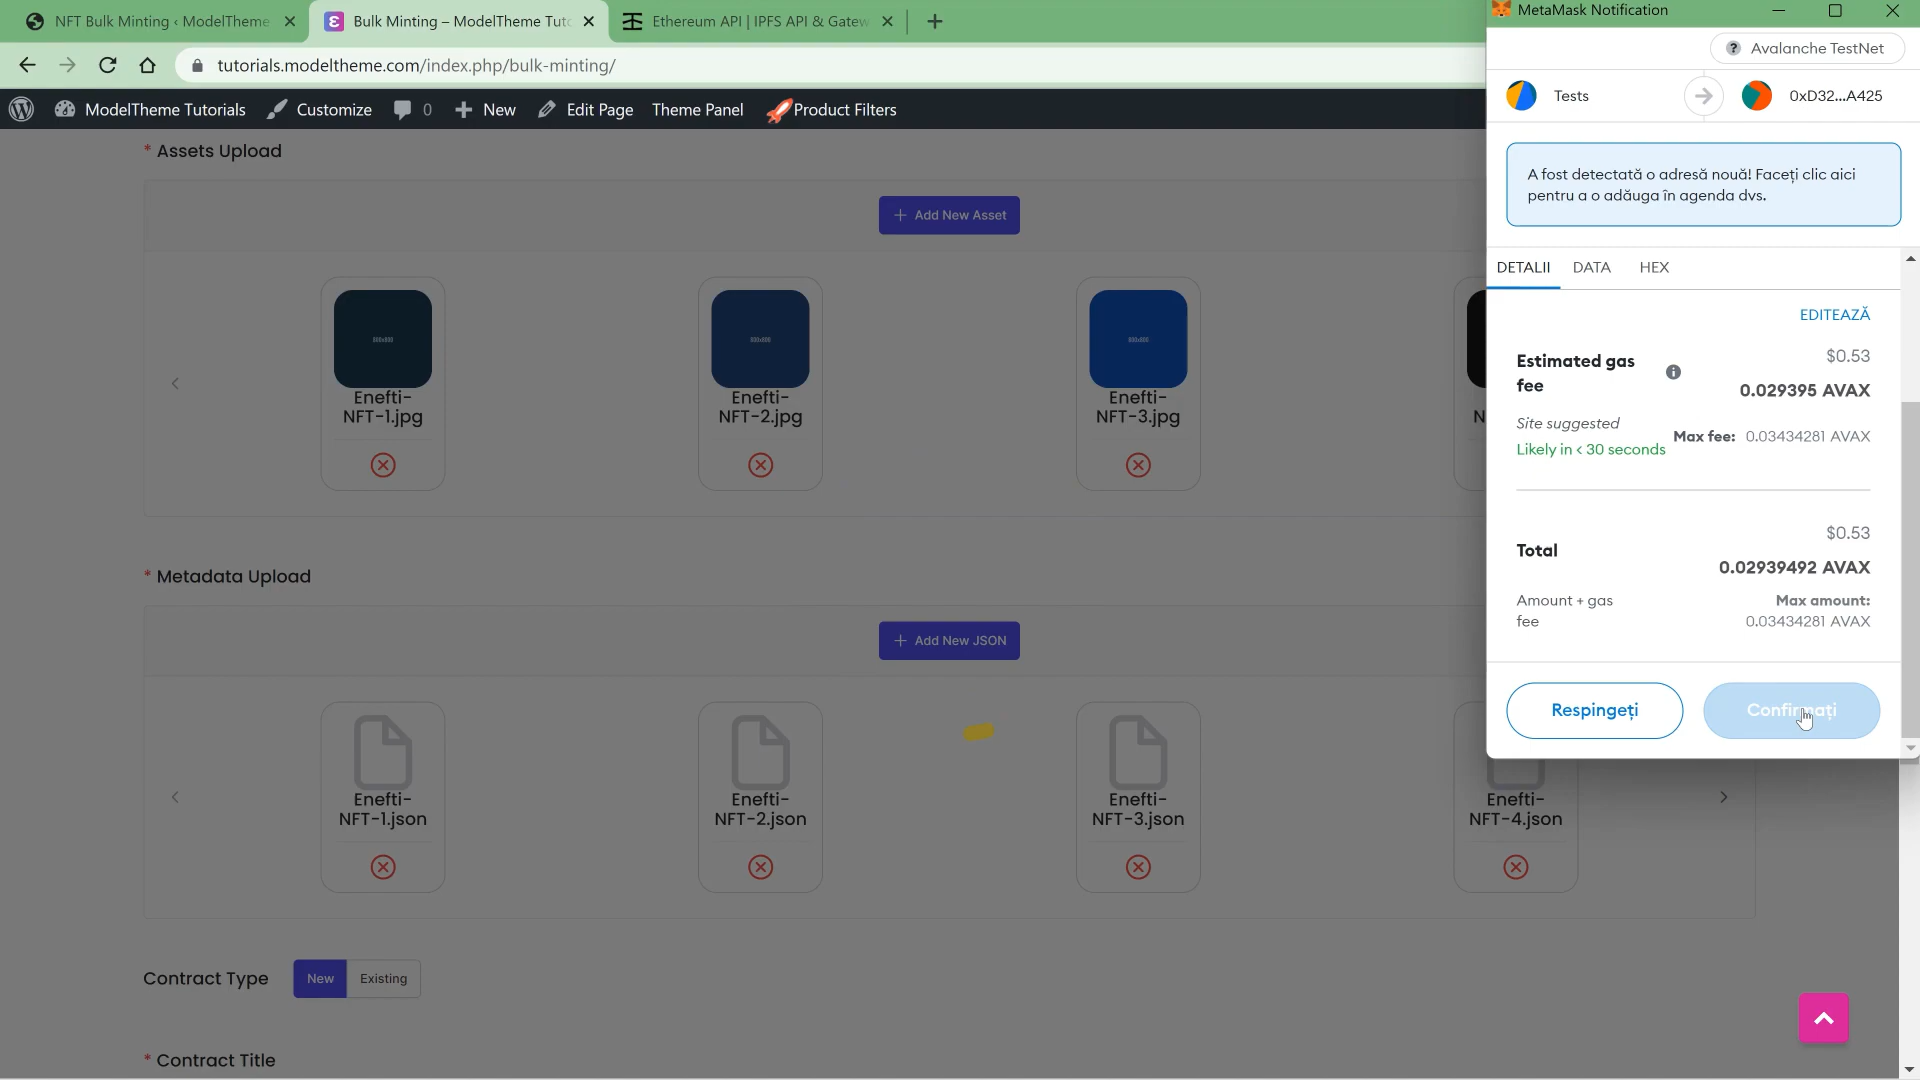 NFT Bulk Minting ‹ ModelTheme
Bulk Minting – ModelTheme Tuto
Ethereum API | IPFS API & Gatew
MetaMask Notification
tutorials.modeltheme.com/index.php/bulk-minting/
ModelTheme Tutorials
Customize
0
New
Edit Page
Theme Panel
Product Filters
Avalanche TestNet
Tests
0xD32...A425
A fost detectată o adresă nouă! Faceți clic aici
pentru a o adăuga în agenda dvs.
DETALII
DATA
HEX
EDITEAZĂ
Estimated gas
fee
$0.53
0.029395 AVAX
Site suggested
Likely in < 30 seconds
Max fee: 0.03434281 AVAX
Total
$0.53
0.02939492 AVAX
Amount + gas
fee
Max amount:
0.03434281 AVAX
Respingeți
Confirmați
* Assets Upload
Add New Asset
800x800
Enefti-
NFT-1.jpg
800x800
Enefti-
NFT-2.jpg
800x800
Enefti-
NFT-3.jpg
N
* Metadata Upload
Add New JSON
Enefti-
NFT-1.json
Enefti-
NFT-2.json
Enefti-
NFT-3.json
Enefti-
NFT-4.json
Contract Type
New
Existing
* Contract Title